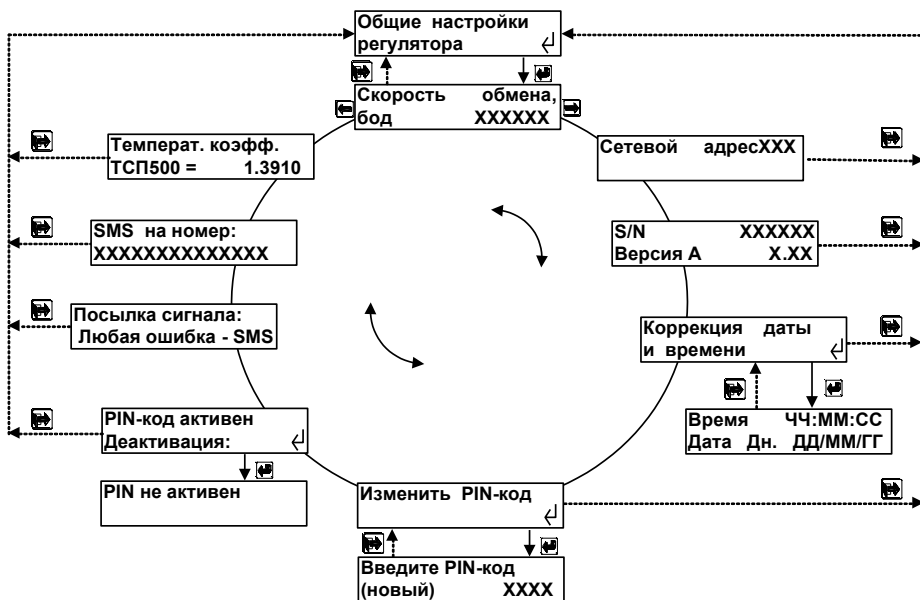 Общие настройки
регулятора
Скорость обмена,
бод XXXXXX
Температ. коэфф.
ТСП500 = 1.3910
Сетевой адресXXX
SMS на номер:
XXXXXXXXXXXXXX
S/N XXXXXX
Версия А X.XX
Посылка сигнала:
Любая ошибка - SMS
Коррекция даты
и времени
Время ЧЧ:ММ:СС
Дата Дн. ДД/ММ/ГГ
PIN-код активен
Деактивация:
PIN не активен
Изменить PIN-код
Введите PIN-код
(новый) XXXX